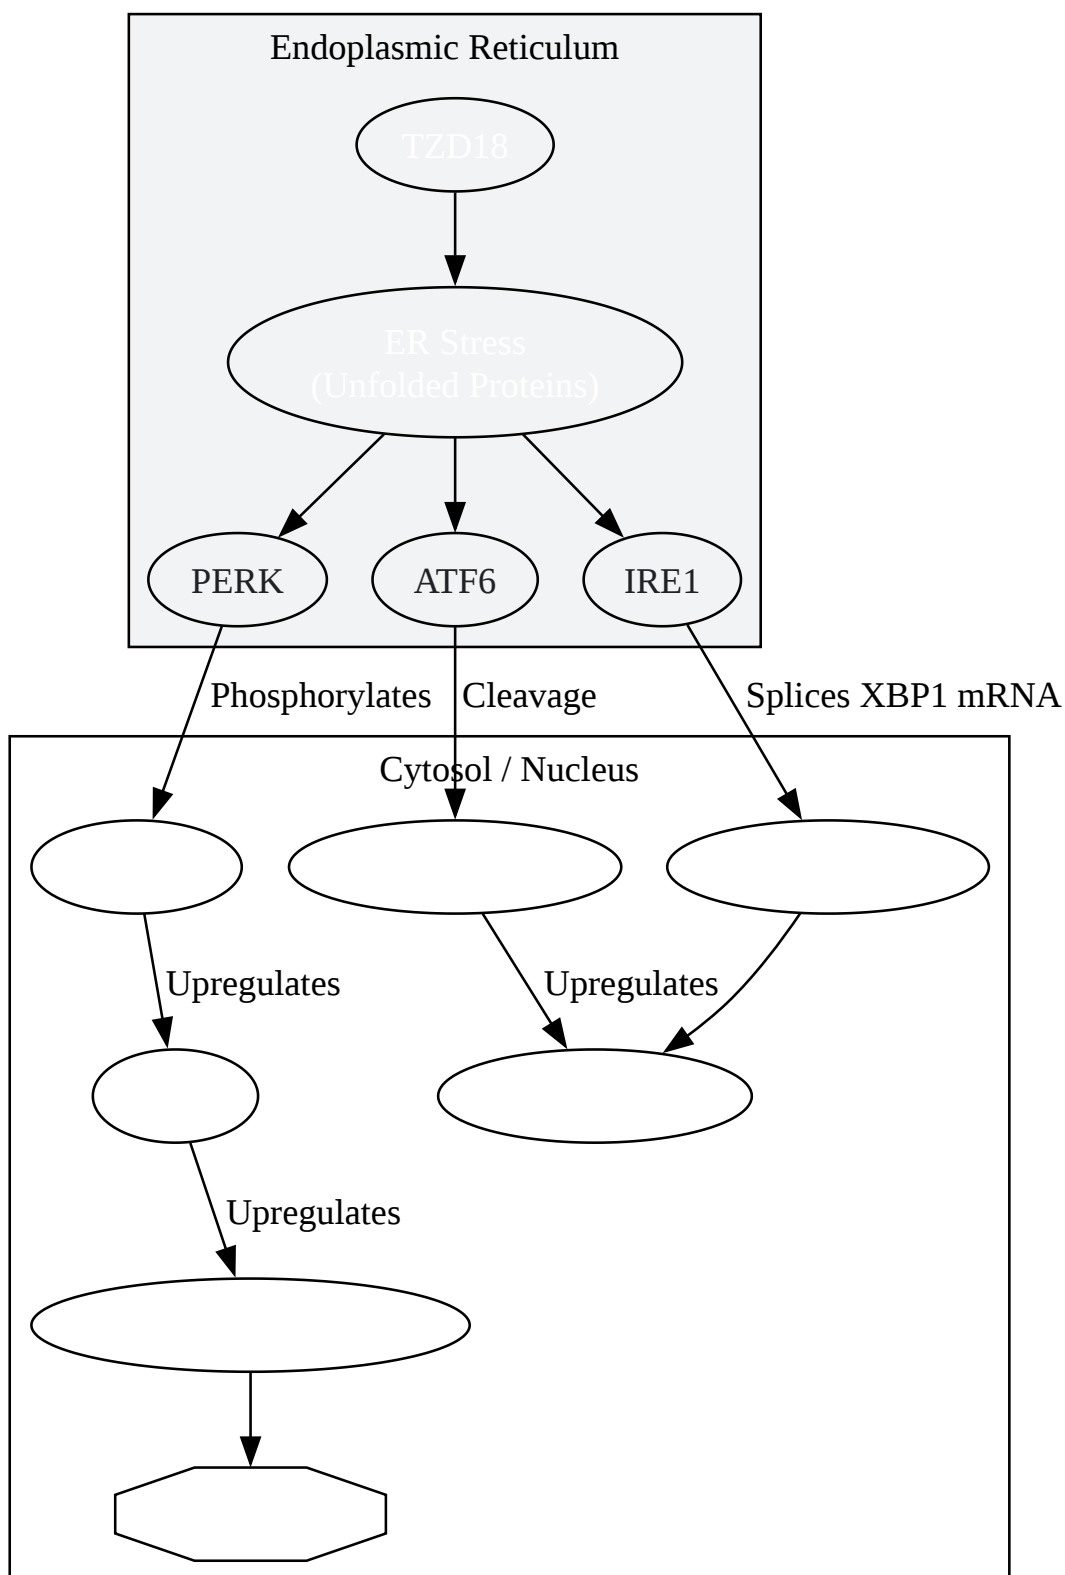 Endoplasmic Reticulum
TZD18
ER Stress
(Unfolded Proteins)
PERK
ATF6
IRE1
Phosphorylates
Cleavage
Splices XBP1 mRNA
Cytosol / Nucleus
Upregulates
Upregulates
Upregulates